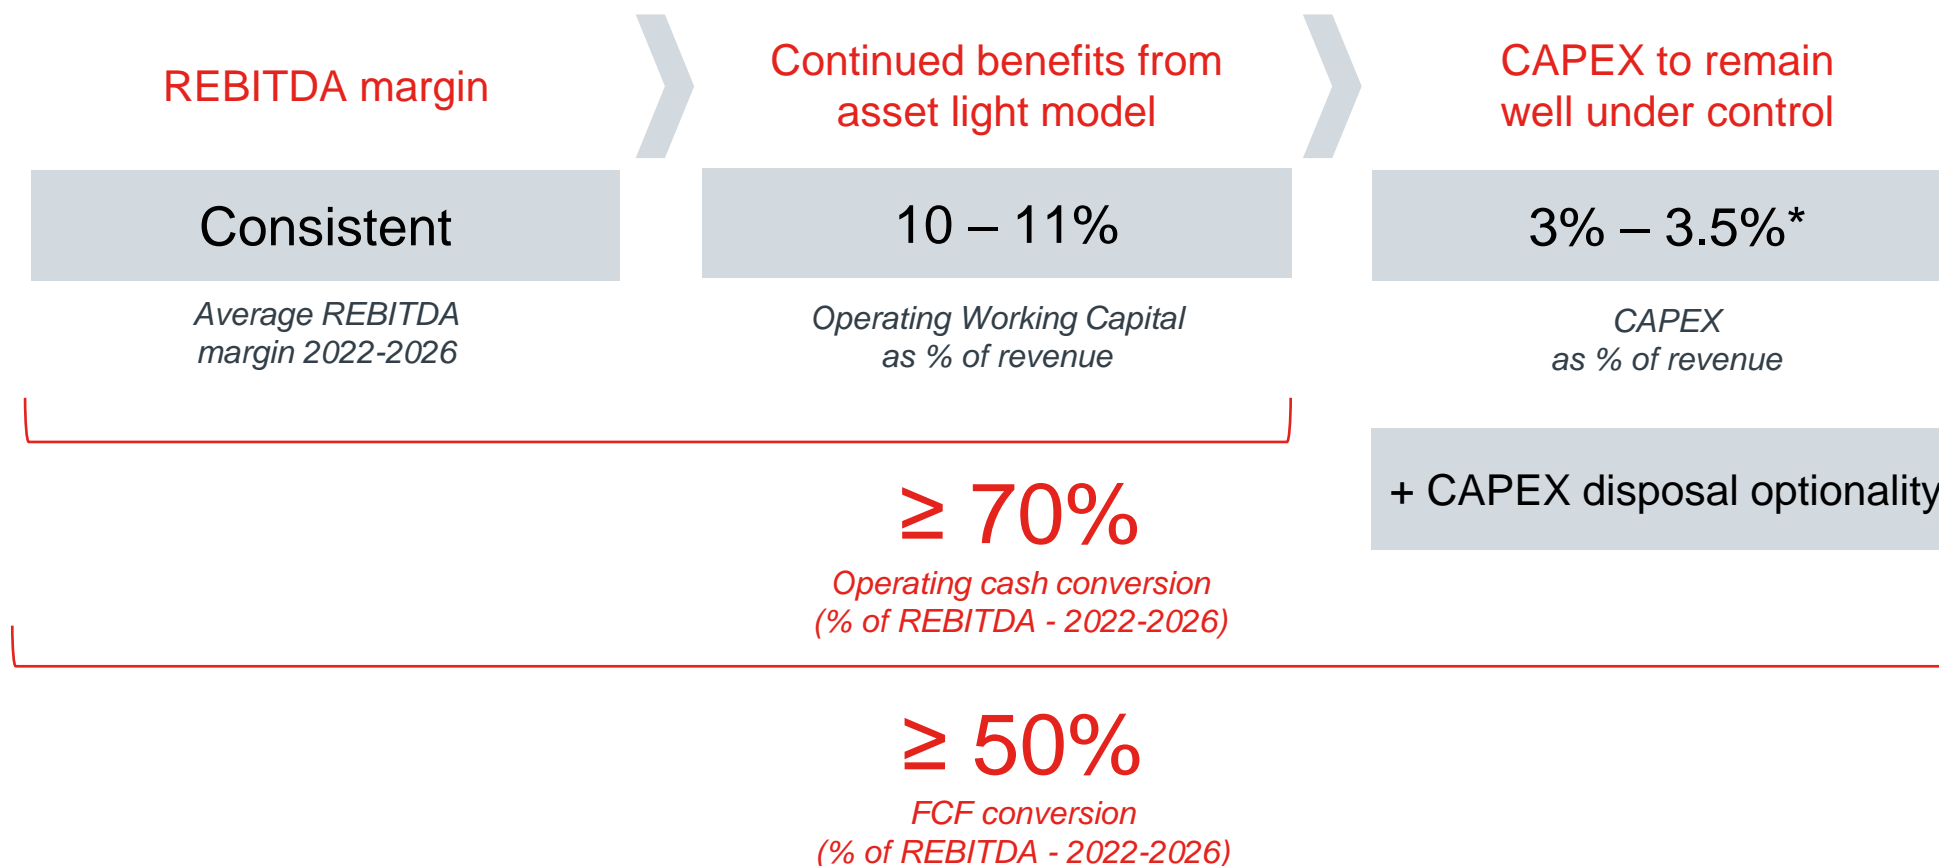 REBITDA margin
Continued benefits from
asset light model
CAPEX to remain
well under control
Consistent
10 – 11%
3% – 3.5%*
Average REBITDA
margin 2022-2026
Operating Working Capital
as % of revenue
CAPEX
as % of revenue
+ CAPEX disposal optionality
≥ 70%
Operating cash conversion
(% of REBITDA - 2022-2026)
≥ 50%
FCF conversion
(% of REBITDA - 2022-2026)